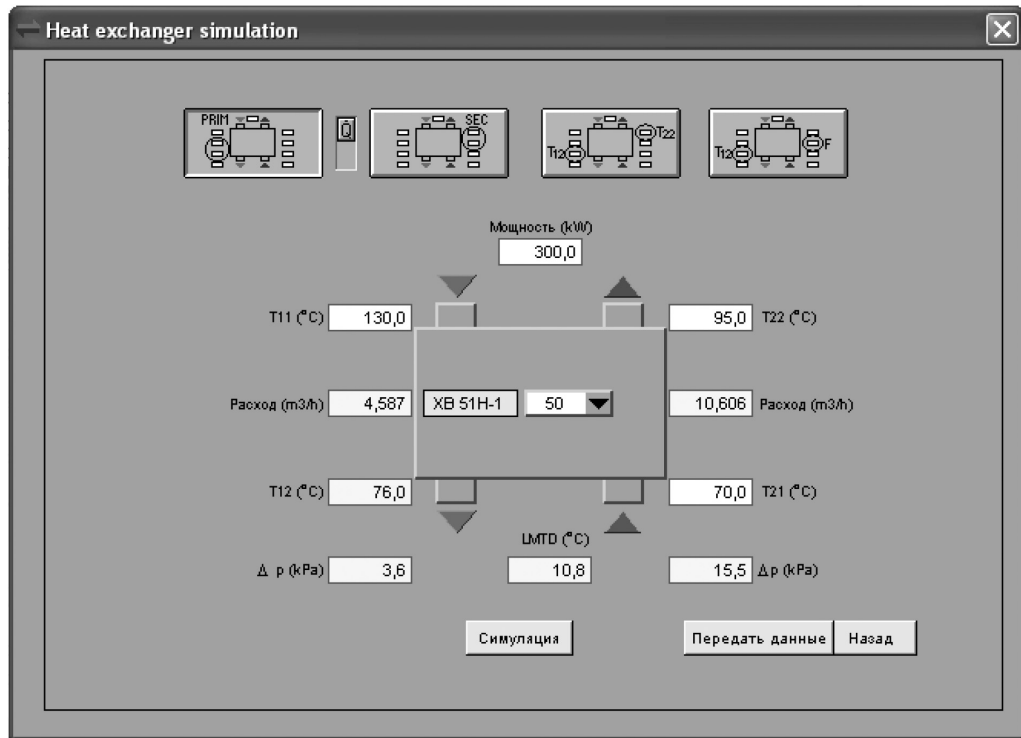 Heat exchanger simulation
PRIM
Q̇
SEC
T12 T22
T12 F
Мощность (kW)
300,0
T11 (°C) 130,0 95,0 T22 (°C)
Расход (m3/h) 4,587 XB 51H-1 50 10,606 Расход (m3/h)
T12 (°C) 76,0 70,0 T21 (°C)
LMTD (°C)
Δ p (kPa) 3,6 10,8 15,5 Δp (kPa)
Симуляция Передать данные Назад